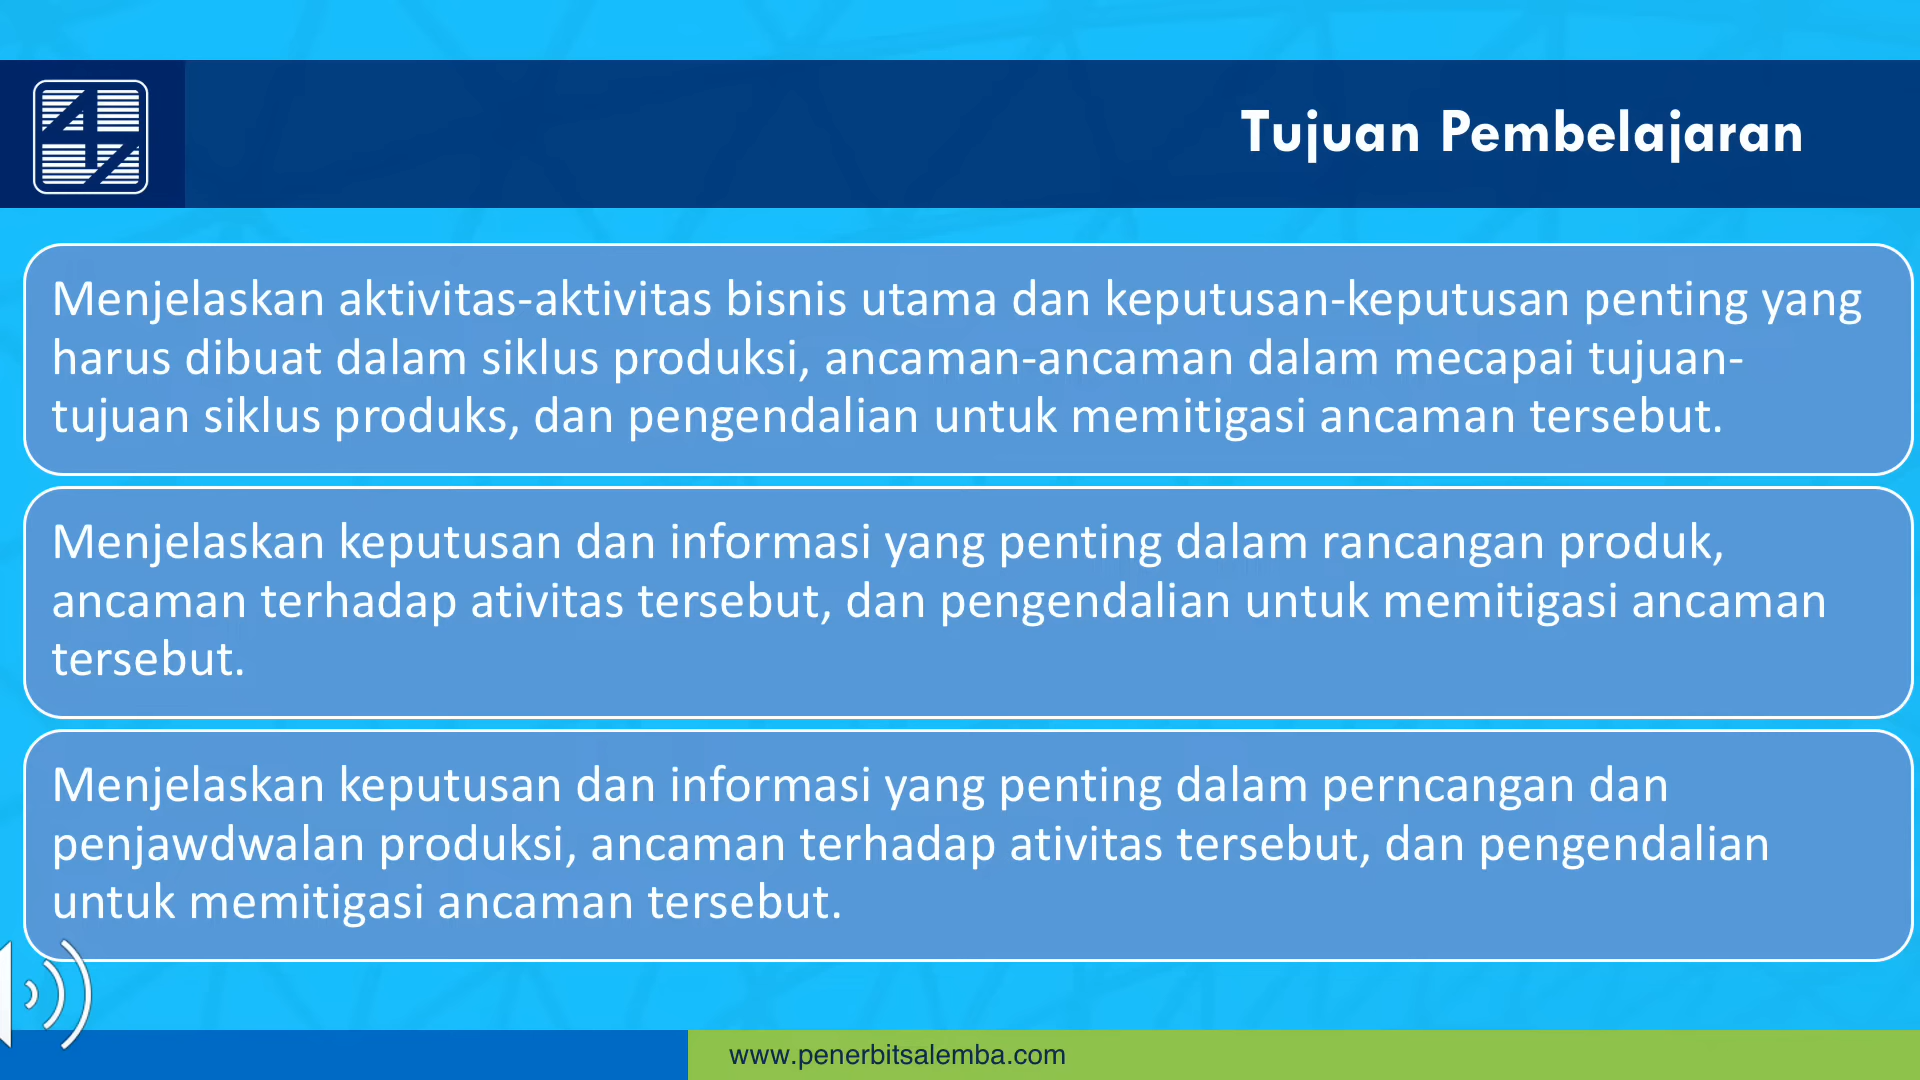 Tujuan Pembelajaran
Menjelaskan aktivitas-aktivitas bisnis utama dan keputusan-keputusan penting yang
harus dibuat dalam siklus produksi, ancaman-ancaman dalam mecapai tujuan-
tujuan siklus produks, dan pengendalian untuk memitigasi ancaman tersebut.
Menjelaskan keputusan dan informasi yang penting dalam rancangan produk,
ancaman terhadap ativitas tersebut, dan pengendalian untuk memitigasi ancaman
tersebut.
Menjelaskan keputusan dan informasi yang penting dalam perncangan dan
penjawdwalan produksi, ancaman terhadap ativitas tersebut, dan pengendalian
untuk memitigasi ancaman tersebut.
www.penerbitsalemba.com